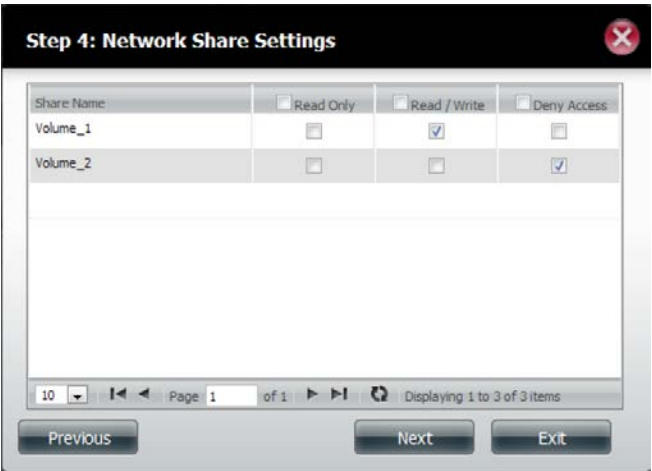 Step 4: Network Share Settings
Share Name Read Only Read / Write Deny Access
Volume_1
Volume_2
10 Page 1 of 1 Displaying 1 to 3 of 3 items
Previous Next Exit